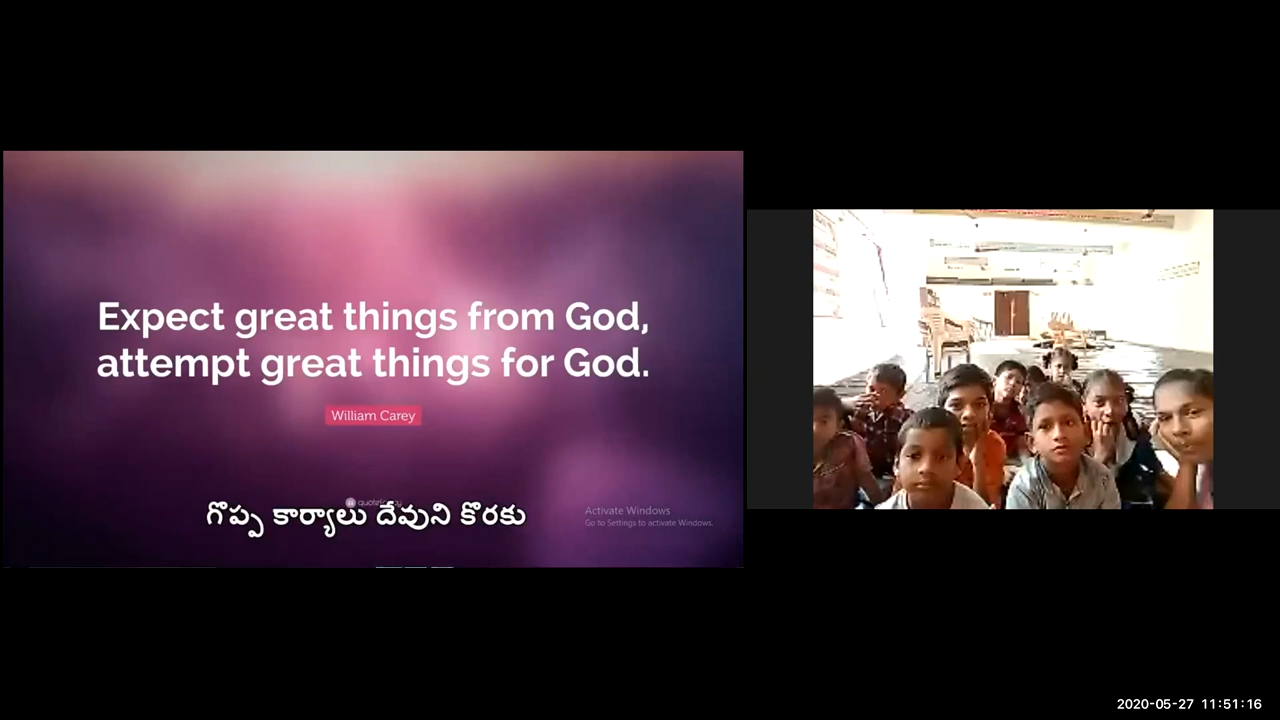 Expect great things from God,
attempt great things for God.
William Carey
గొప్ప కార్యాలు దేవుని కొరకు
Activate Windows
Go to Settings to activate Windows.
2020-05-27 11:51:16